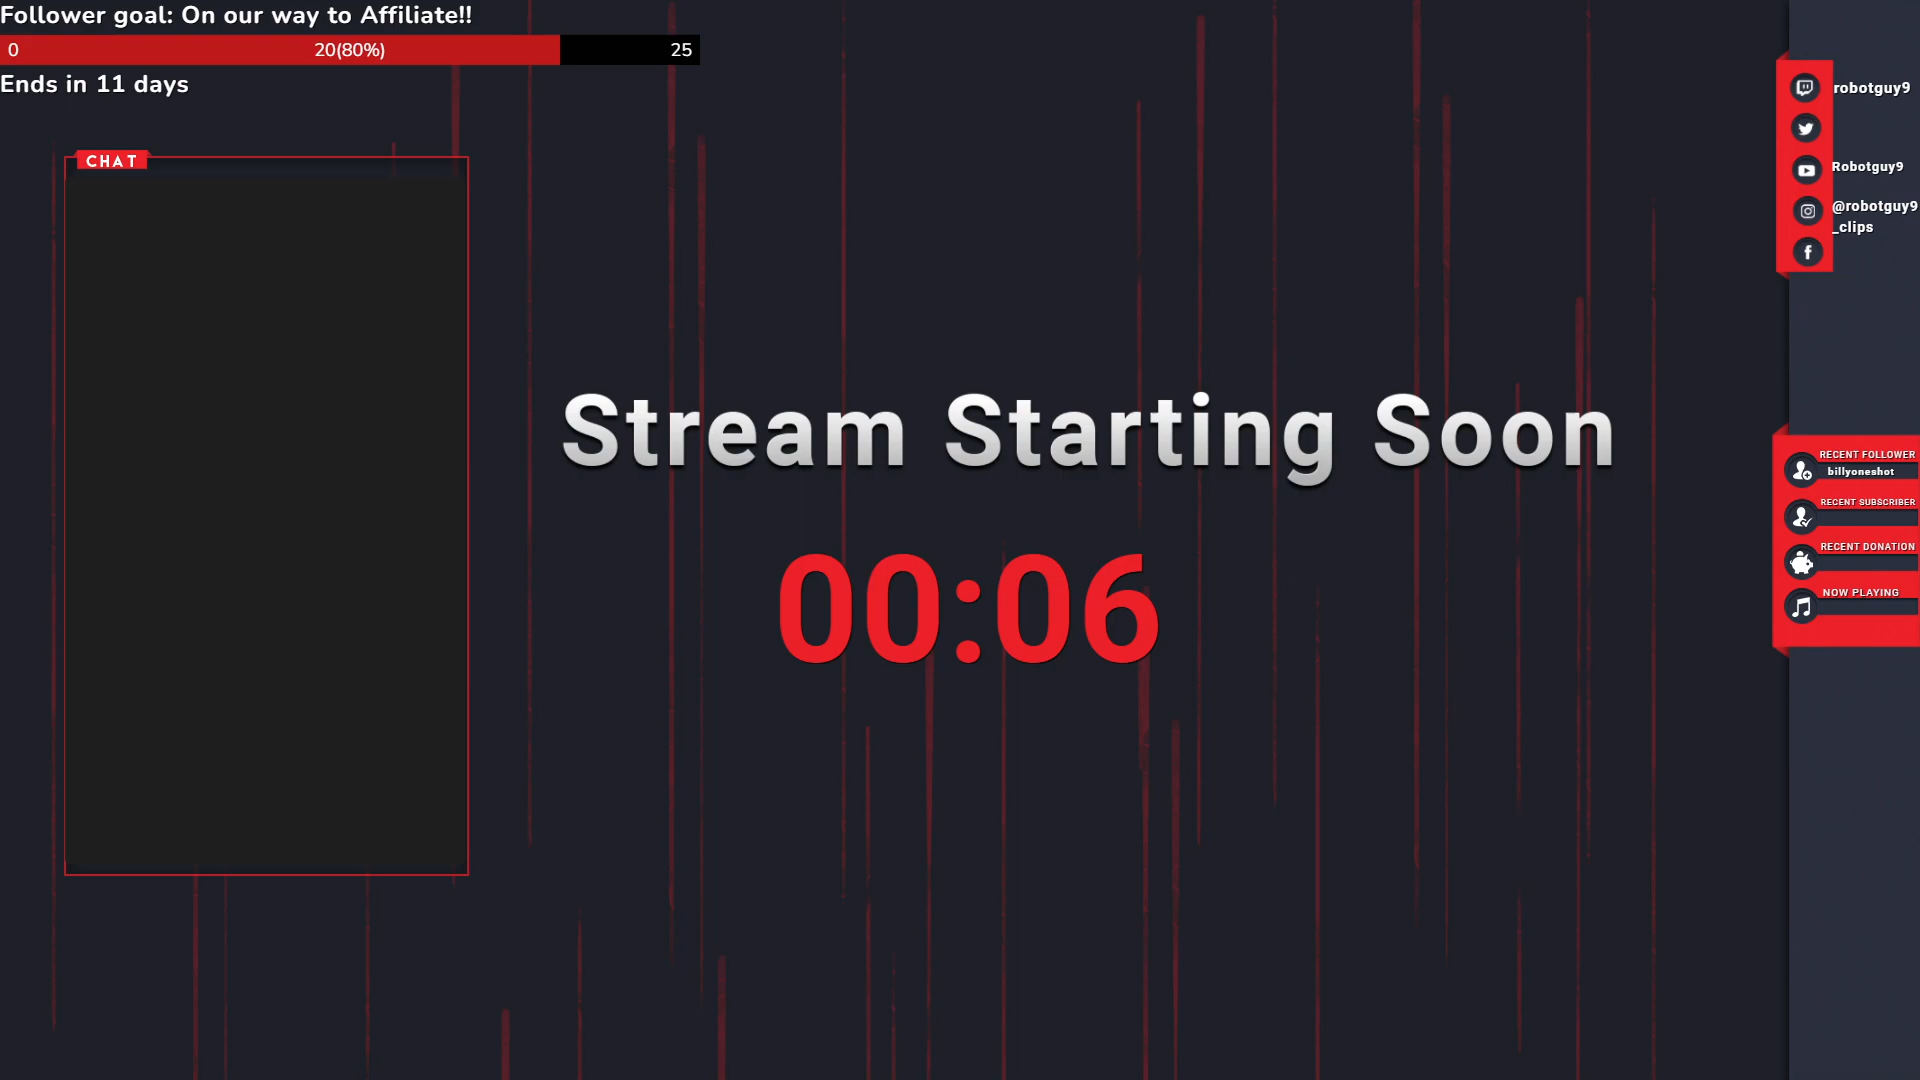 Follower goal: On our way to Affiliate!!
0 20(80%) 25
Ends in 11 days
CHAT
Stream Starting Soon
00:06
robotguy9
Robotguy9
@robotguy9
_clips
RECENT FOLLOWER
billyoneshot
RECENT SUBSCRIBER
RECENT DONATION
NOW PLAYING